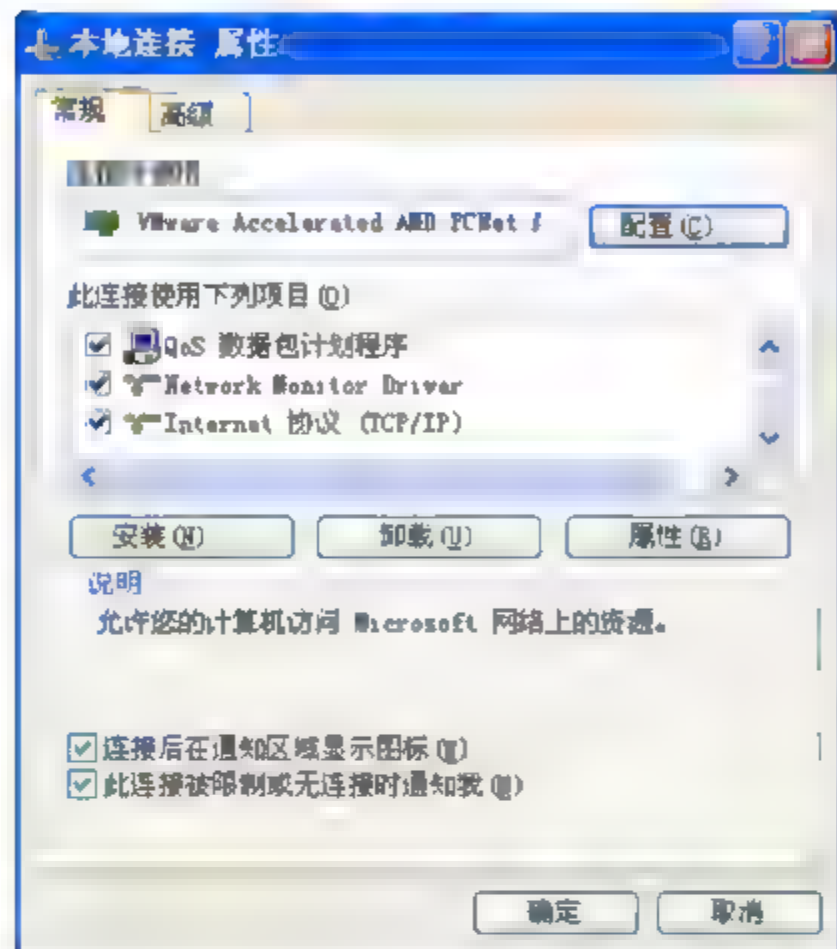 本地连接 属性
常规 高级
VMware Accelerated AMD PCNet A
配置(C)
此连接使用下列项目(O)
QoS 数据包计划程序
Network Monitor Driver
Internet 协议 (TCP/IP)
安装(N) 卸载(U) 属性(R)
说明
允许您的计算机访问 Microsoft 网络上的资源。
连接后在通知区域显示图标(W)
此连接被限制或无连接时通知我(M)
确定 取消